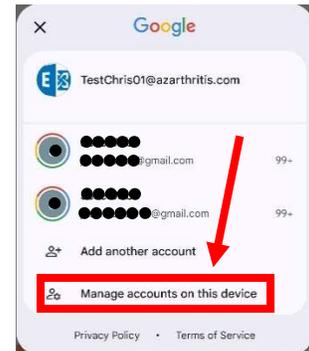 Google
TestChris01@azarthritis.com
@gmail.com 99+
@gmail.com 99+
Add another account
Manage accounts on this device
Privacy Policy • Terms of Service